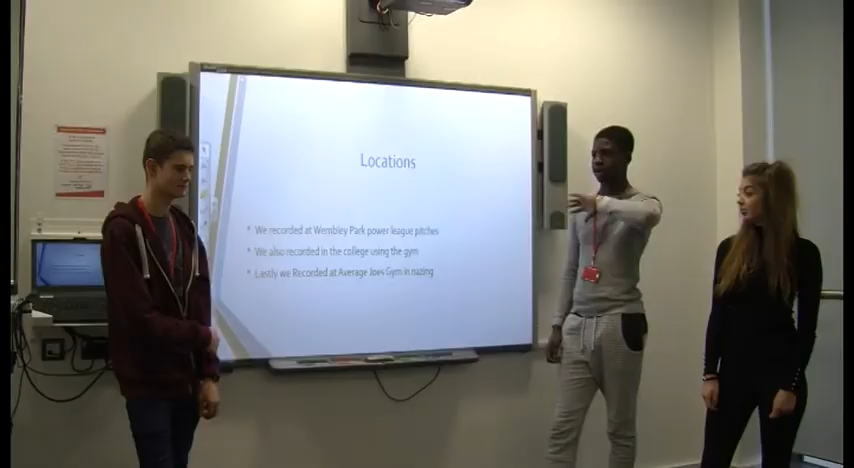 Locations
* We recorded at Wembley Park power league pitches
* We also recorded in the college using the gym
* Lastly we Recorded at Average Joes Gym in nazing